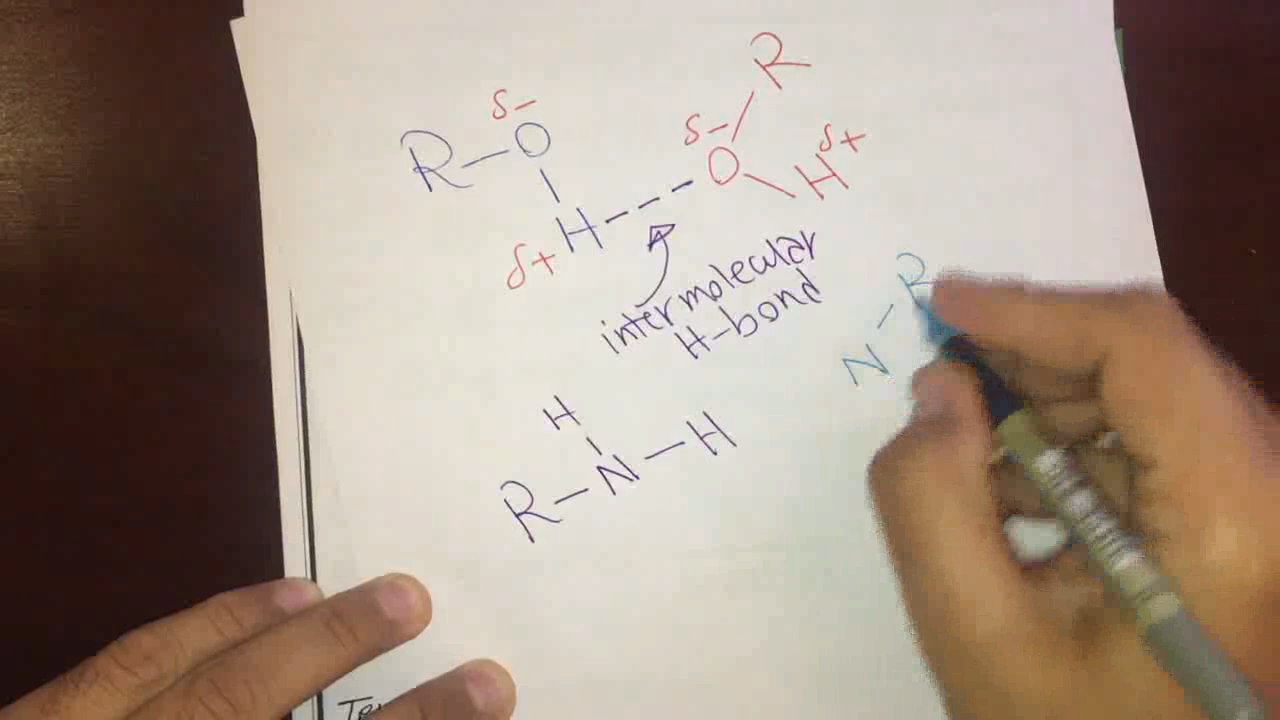 R
δ-
δ-
R-O
O
δ+
H---
H
δ+
intermolecular
H-bond
R
N
H
R-N-H